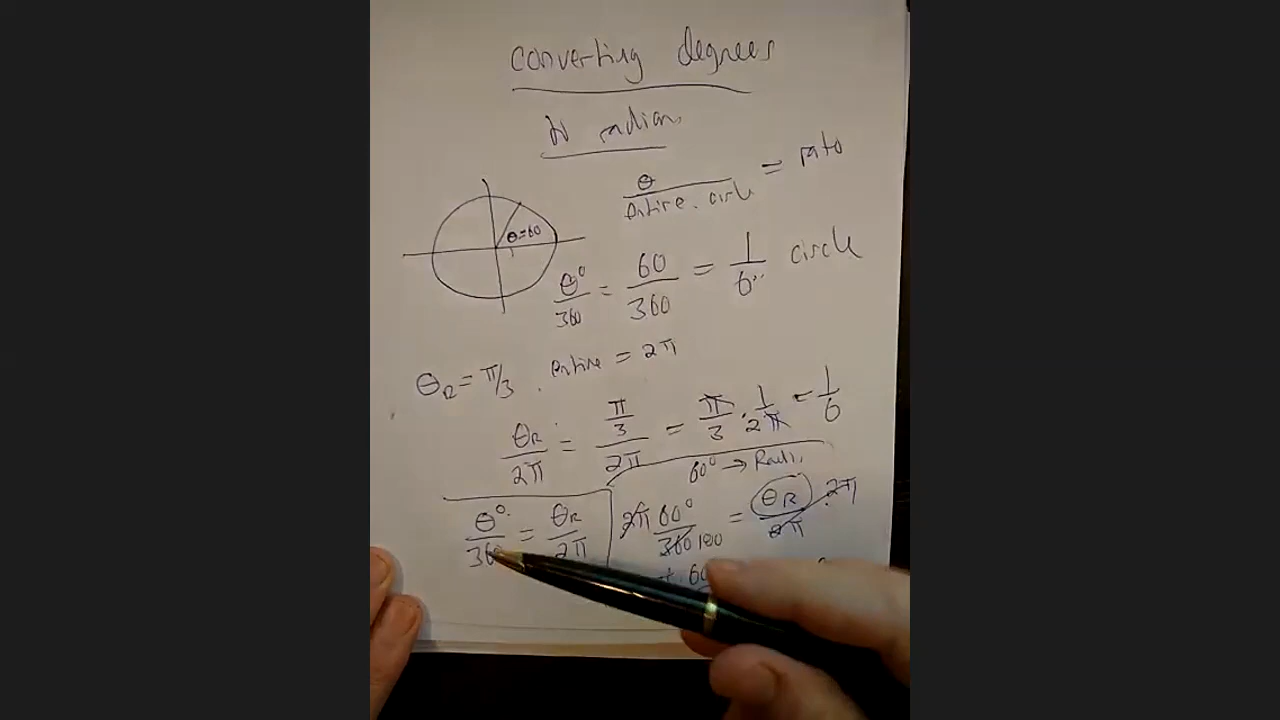 converting degrees
to radian
θ/entire circle = ratio
θ=60
θ°/360 = 60/360 = 1/6 circle
θR = π/3 . entire = 2π
θR/2π = π/3/2π = π/3 · 1/2π = 1/6
60° → Radi
θ°/360 = θR/2π
2π 60°/360 180 = θR/2π · 2π